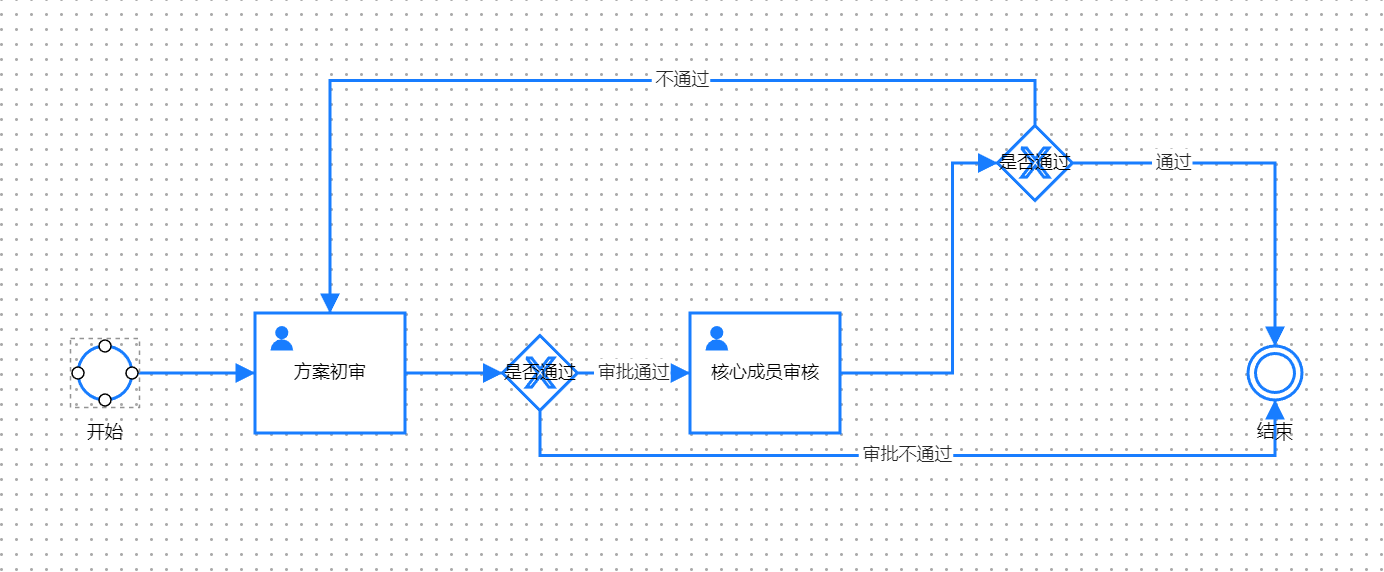 不通过
是否通过
通过
方案初审
是否通过
审批通过
核心成员审核
开始
结束
审批不通过